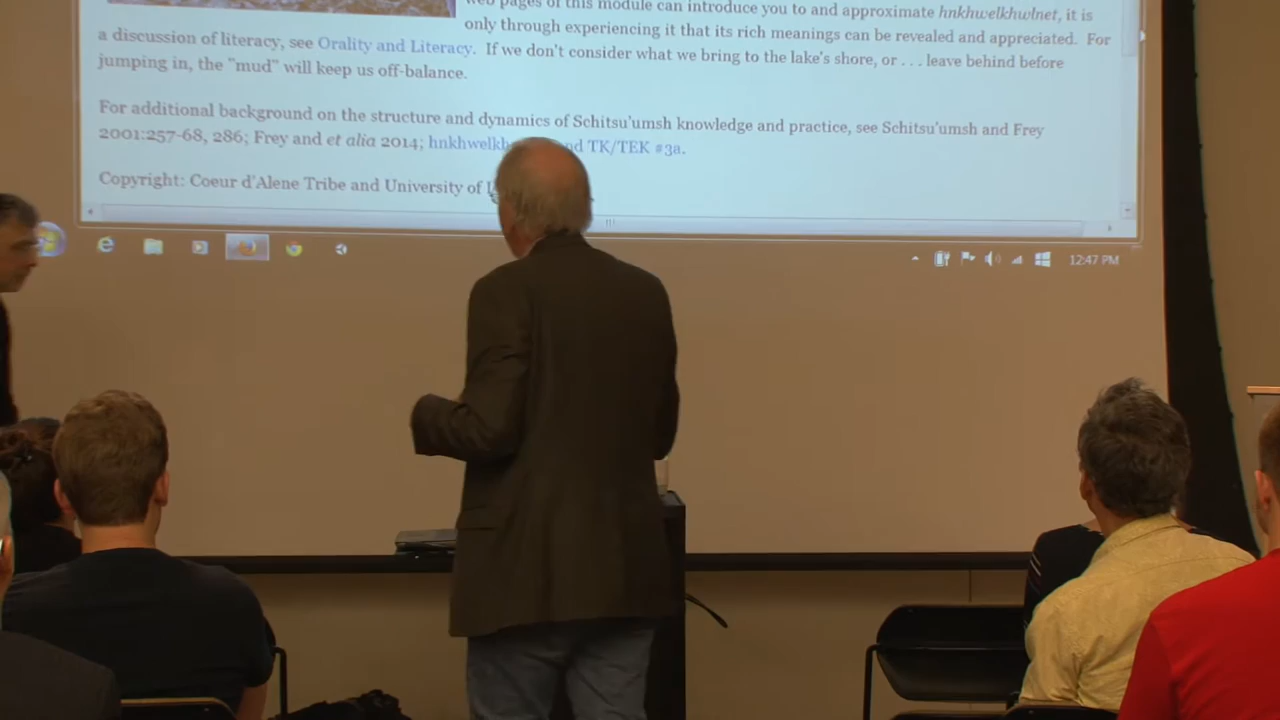 web pages of this module can introduce you to and approximate hnkhwelkhwlnet, it is
only through experiencing it that its rich meanings can be revealed and appreciated. For
a discussion of literacy, see Orality and Literacy. If we don't consider what we bring to the lake's shore, or . . . leave behind before
jumping in, the "mud" will keep us off-balance.
For additional background on the structure and dynamics of Schitsu'umsh knowledge and practice, see Schitsu'umsh and Frey
2001:257-68, 286; Frey and et alia 2014; TK/TEK #3a.
Copyright: Coeur d'Alene Tribe and University of
12:47 PM